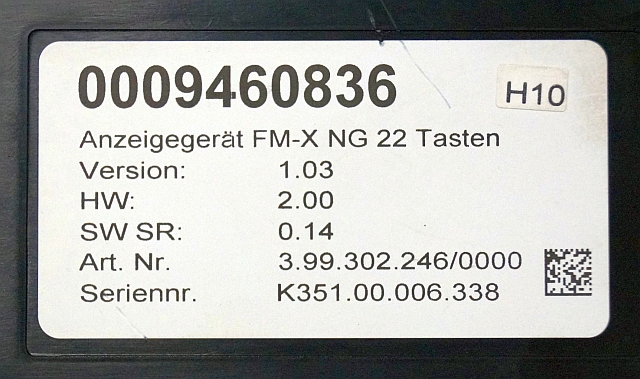 0009460836
H10
Anzeigegerät FM-X NG 22 Tasten
Version: 1.03
HW: 2.00
SW SR: 0.14
Art. Nr. 3.99.302.246/0000
Seriennr. K351.00.006.338